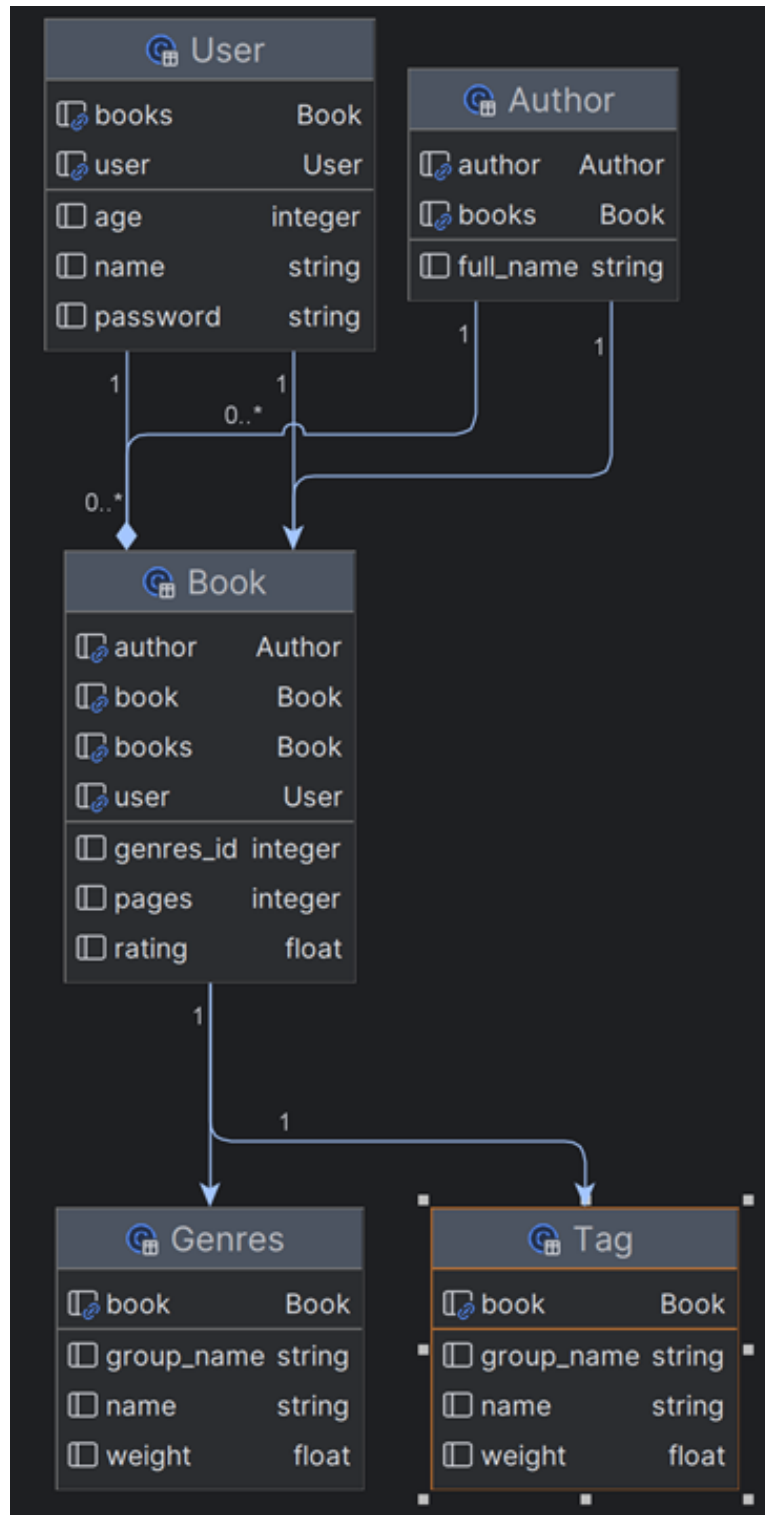 User
books Book
user User
age integer
name string
password string
Author
author Author
books Book
full_name string
1
1
1
1
0..*
0..*
Book
author Author
book Book
books Book
user User
genres_id integer
pages integer
rating float
1
1
Genres
book Book
group_name string
name string
weight float
Tag
book Book
group_name string
name string
weight float